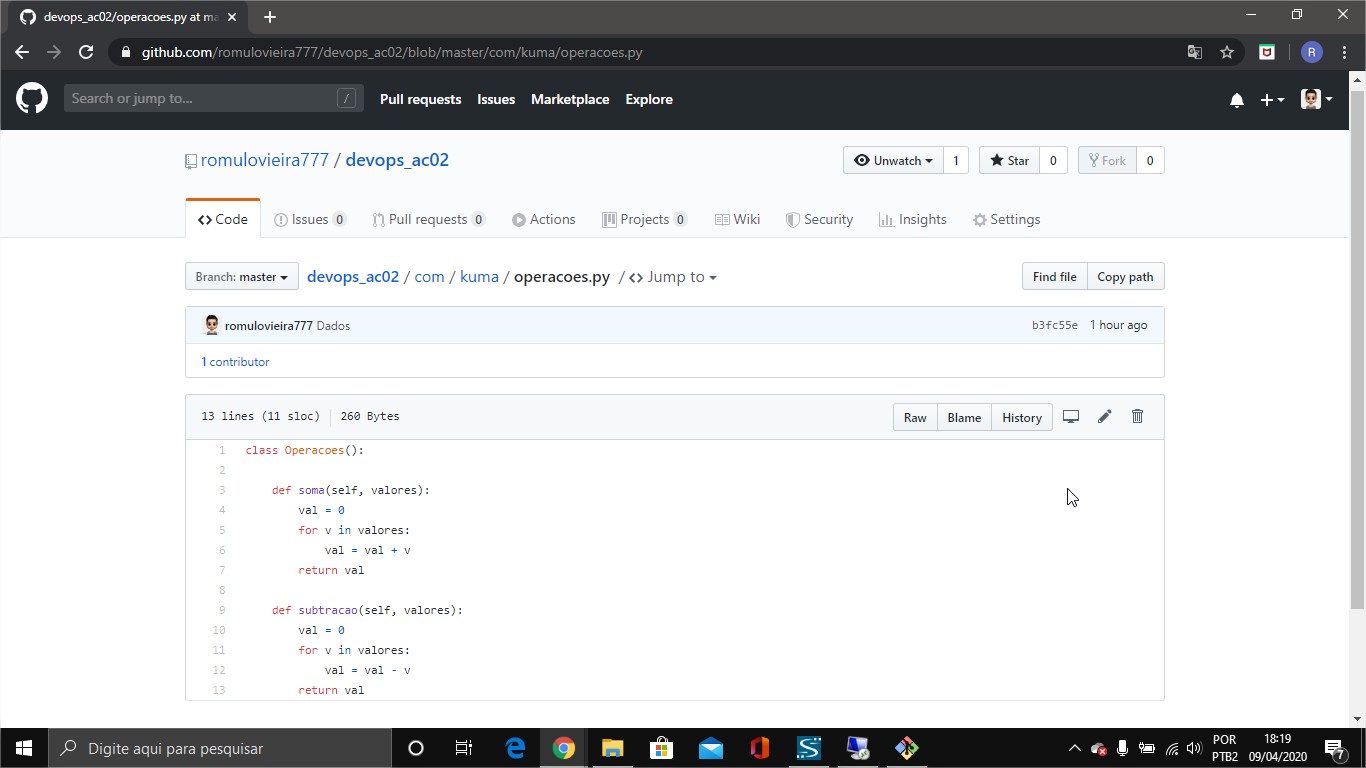 devops_ac02/operacoes.py at ma
github.com/romulovieira777/devops_ac02/blob/master/com/kuma/operacoes.py
R
Search or jump to... /
Pull requests Issues Marketplace Explore
romulovieira777 / devops_ac02
Unwatch 1 Star 0 Fork 0
Code Issues 0 Pull requests 0 Actions Projects 0 Wiki Security Insights Settings
Branch: master devops_ac02 / com / kuma / operacoes.py / Jump to Find file Copy path
romulovieira777 Dados b3fc55e 1 hour ago
1 contributor
13 lines (11 sloc) 260 Bytes Raw Blame History
1 class Operacoes():
2
3 def soma(self, valores):
4 val = 0
5 for v in valores:
6 val = val + v
7 return val
8
9 def subtracao(self, valores):
10 val = 0
11 for v in valores:
12 val = val - v
13 return val
Digite aqui para pesquisar
POR 18:19
PTB2 09/04/2020 7